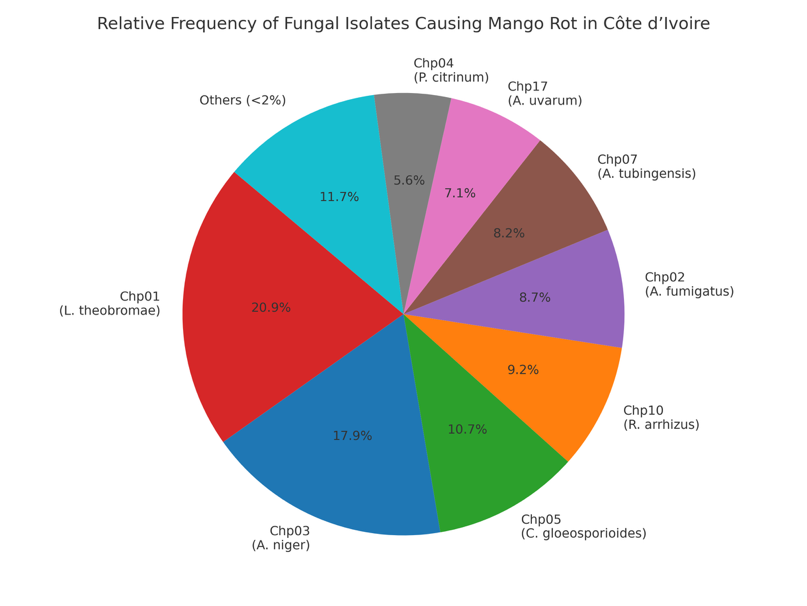 Relative Frequency of Fungal Isolates Causing Mango Rot in Côte d’Ivoire
Chp04
(P. citrinum)
Chp17
(A. uvarum)
Others (<2%)
Chp07
(A. tubingensis)
5.6%
7.1%
11.7%
8.2%
Chp02
(A. fumigatus)
8.7%
Chp01
(L. theobromae)
20.9%
9.2%
Chp10
(R. arrhizus)
10.7%
17.9%
Chp05
(C. gloeosporioides)
Chp03
(A. niger)